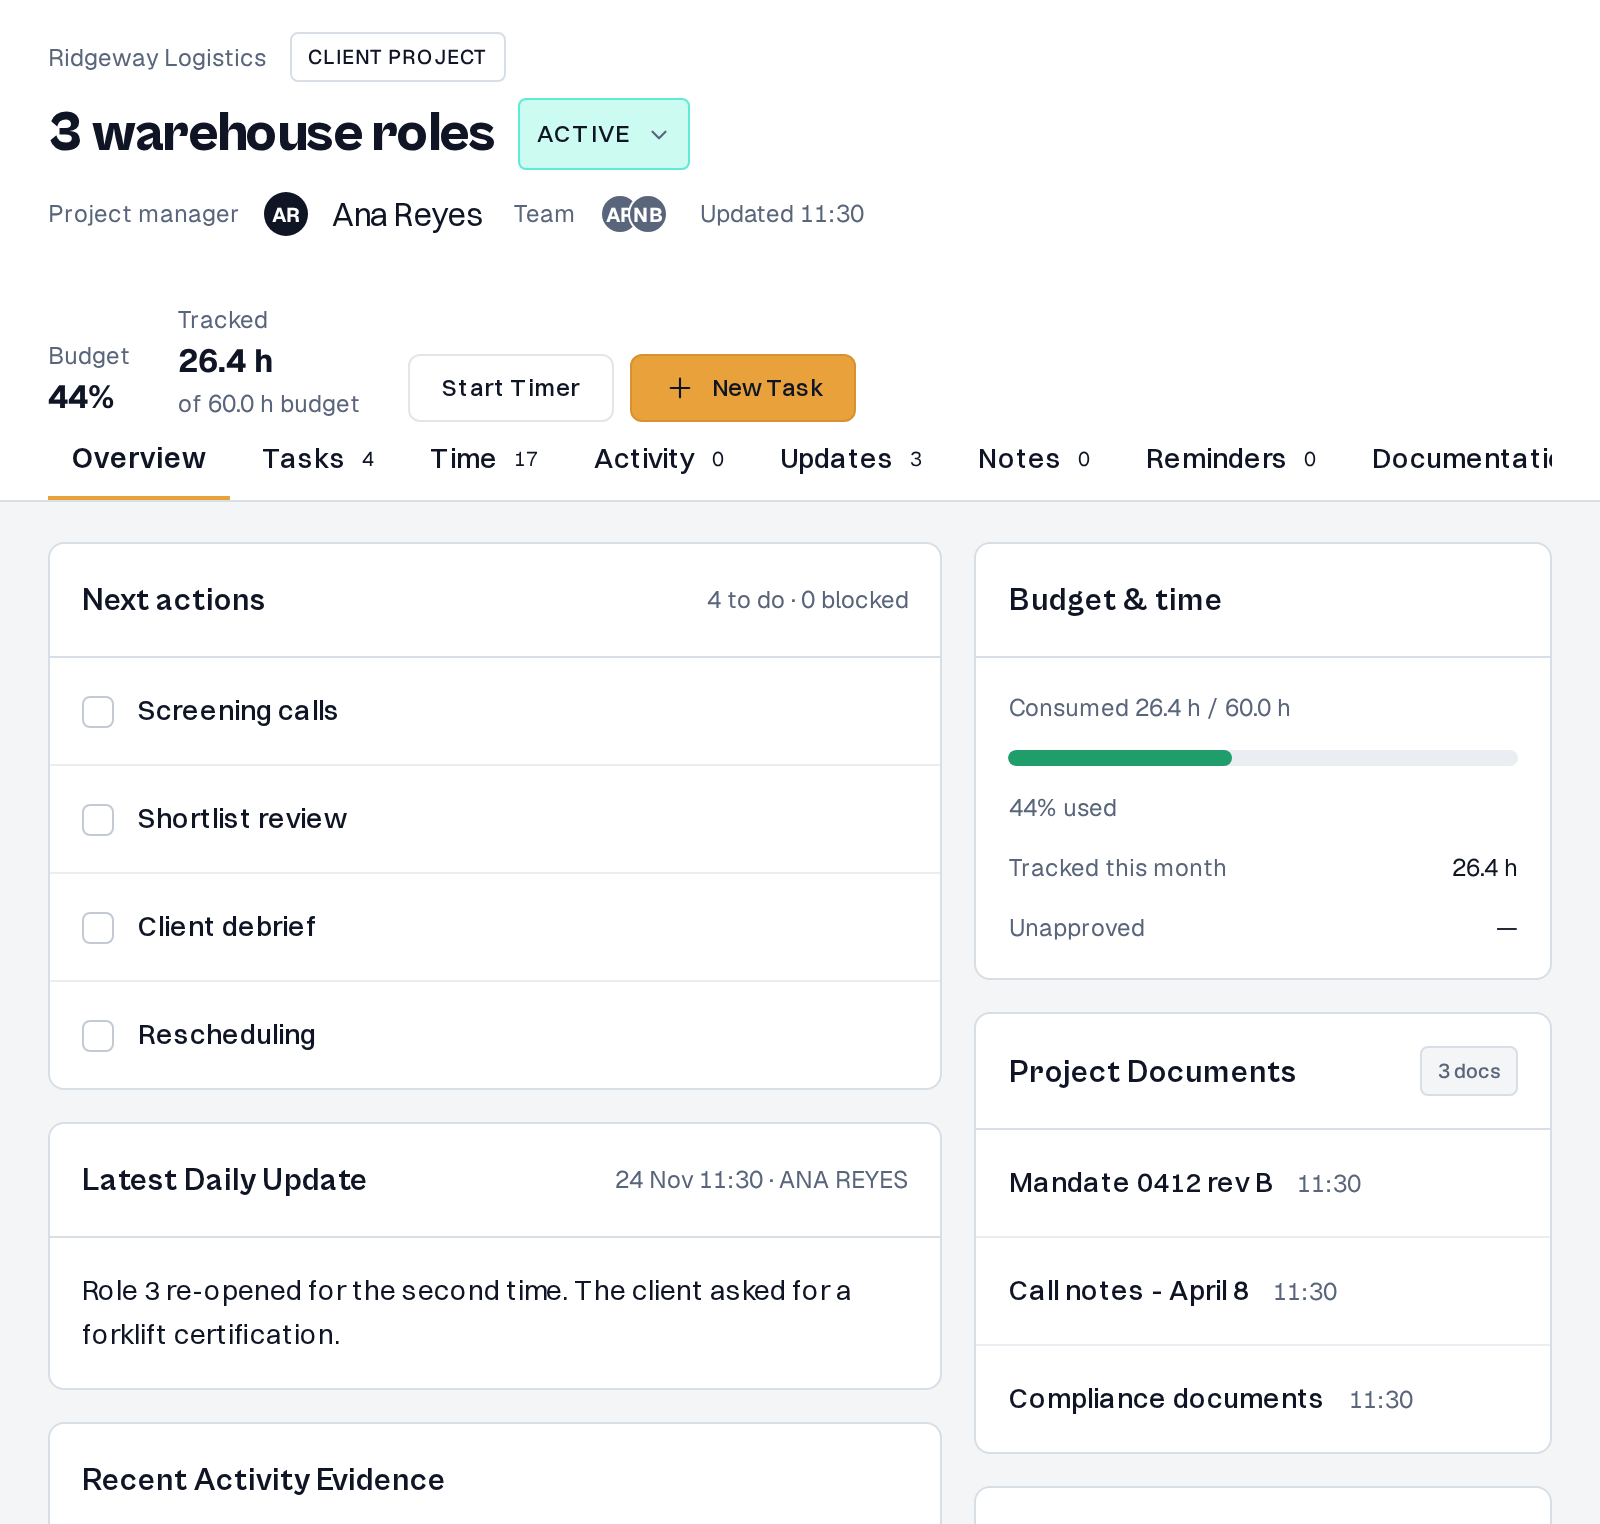 Ridgeway Logistics CLIENT PROJECT
3 warehouse roles ACTIVE
Project manager AR Ana Reyes Team AR NB Updated 11:30
Budget
44%
Tracked
26.4 h
of 60.0 h budget
Start Timer
New Task
Overview Tasks 4 Time 17 Activity 0 Updates 3 Notes 0 Reminders 0
Next actions 4 to do · 0 blocked
Screening calls
Shortlist review
Client debrief
Rescheduling
Latest Daily Update 24 Nov 11:30 · ANA REYES
Role 3 re-opened for the second time. The client asked for a
forklift certification.
Recent Activity Evidence
Budget & time
Consumed 26.4 h / 60.0 h
44% used
Tracked this month 26.4 h
Unapproved —
Project Documents 3 docs
Mandate 0412 rev B 11:30
Call notes - April 8 11:30
Compliance documents 11:30